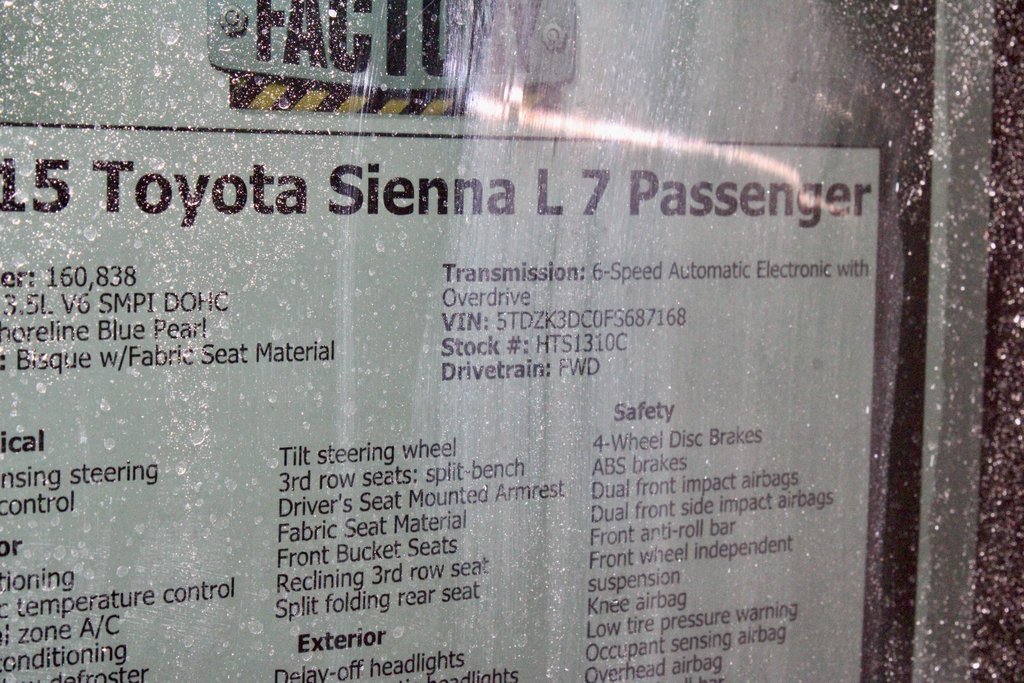 FACTORY
15 Toyota Sienna L 7 Passenger
er: 160,838
3.5L V6 SMPI DOHC
horeline Blue Pearl
: Bisque w/Fabric Seat Material
Transmission: 6-Speed Automatic Electronic with
Overdrive
VIN: 5TDZK3DC0FS687168
Stock #: HTS1310C
Drivetrain: FWD
ical
nsing steering
control
or
tioning
c temperature control
l zone A/C
conditioning
defroster
Tilt steering wheel
3rd row seats: split-bench
Driver's Seat Mounted Armrest
Fabric Seat Material
Front Bucket Seats
Reclining 3rd row seat
Split folding rear seat
Exterior
Delay-off headlights
headlights
Safety
4-Wheel Disc Brakes
ABS brakes
Dual front impact airbags
Dual front side impact airbags
Front anti-roll bar
Front wheel independent
suspension
Knee airbag
Low tire pressure warning
Occupant sensing airbag
Overhead airbag
bar